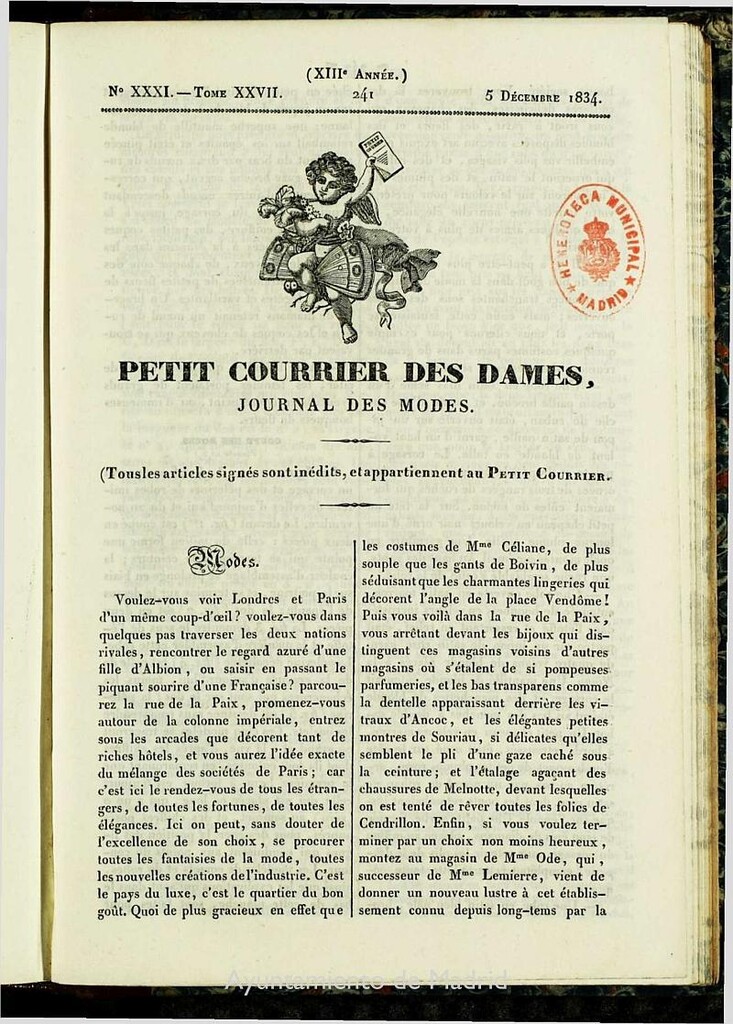 (XIIIe ANNÉE.)
No XXXI.—TOME XXVII. 241 5 DÉCEMBRE 1834.
HEMEROTECA MUNICIPAL
MADRID
PETIT COURRIER DES DAMES,
JOURNAL DES MODES.
(Tous les articles signés sont inédits, et appartiennent au PETIT COURRIER.
Modes.
Voulez-vous voir Londres et Paris
d'un même coup-d'œil? voulez-vous dans
quelques pas traverser les deux nations
rivales, rencontrer le regard azuré d'une
fille d'Albion, ou saisir en passant le
piquant sourire d'une Française? parcou-
rez la rue de la Paix, promenez-vous
autour de la colonne impériale, entrez
sous les arcades que décorent tant de
riches hôtels, et vous aurez l'idée exacte
du mélange des sociétés de Paris; car
c'est ici le rendez-vous de tous les étran-
gers, de toutes les fortunes, de toutes les
élégances. Ici on peut, sans douter de
l'excellence de son choix, se procurer
toutes les fantaisies de la mode, toutes
les nouvelles créations de l'industrie. C'est
le pays du luxe, c'est le quartier du bon
goût. Quoi de plus gracieux en effet que
les costumes de Mme Céliane, de plus
souple que les gants de Boivin, de plus
séduisant que les charmantes lingeries qui
décorent l'angle de la place Vendôme!
Puis vous voilà dans la rue de la Paix,
vous arrêtant devant les bijoux qui dis-
tinguent ces magasins voisins d'autres
magasins où s'étalent de si pompeuses
parfumeries, et les bas transparens comme
la dentelle apparaissant derrière les vi-
traux d'Ancoc, et les élégantes petites
montres de Souriau, si délicates qu'elles
semblent le pli d'une gaze caché sous
la ceinture; et l'étalage agaçant des
chaussures de Melnotte, devant lesquelles
on est tenté de rêver toutes les folies de
Cendrillon. Enfin, si vous voulez ter-
miner par un choix non moins heureux,
montez au magasin de Mme Ode, qui,
successeur de Mme Lemierre, vient de
donner un nouveau lustre à cet établis-
sement connu depuis long-tems par la
Ayuntamiento de Madrid